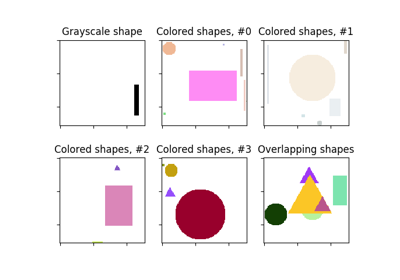 Grayscale shape
Colored shapes, #0
Colored shapes, #1
Colored shapes, #2
Colored shapes, #3
Overlapping shapes